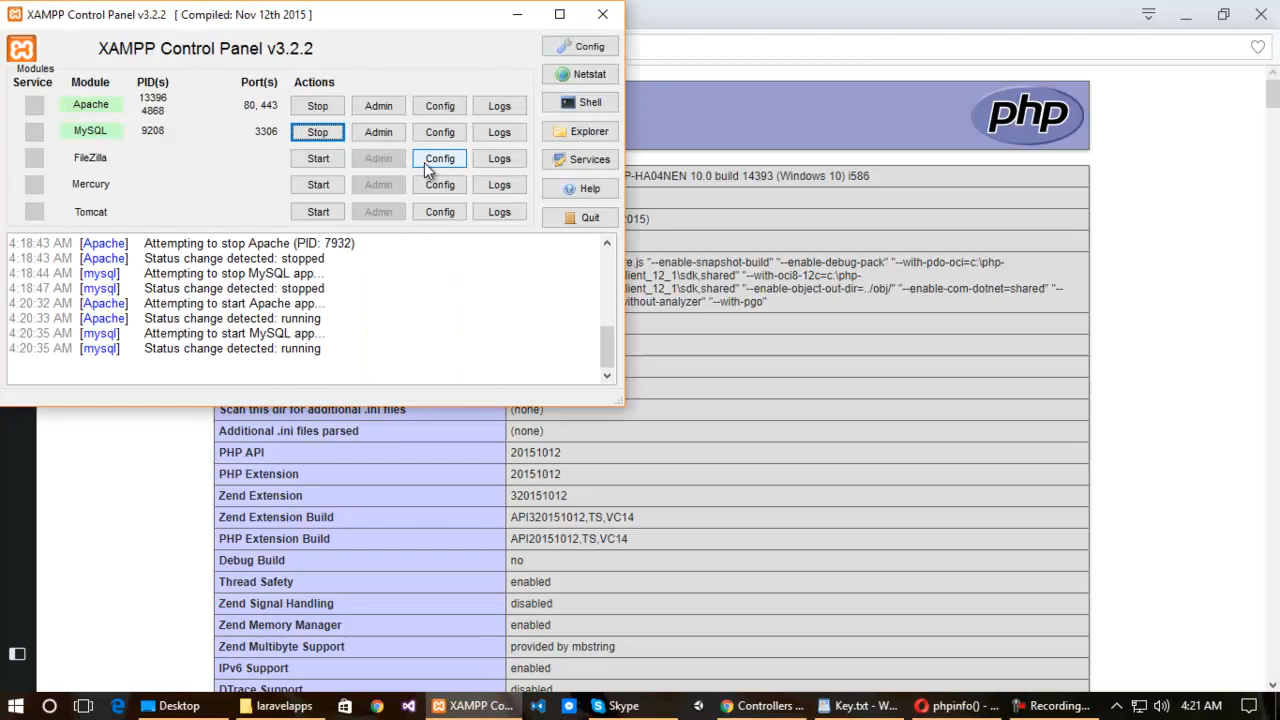 XAMPP Control Panel v3.2.2 [ Compiled: Nov 12th 2015 ]
XAMPP Control Panel v3.2.2
Config
Modules
Service Module PID(s) Port(s) Actions
Netstat
Apache 13396 4868 80, 443 Stop Admin Config Logs
Shell
MySQL 9208 3306 Stop Admin Config Logs
Explorer
FileZilla Start Admin Config Logs
Services
Mercury Start Admin Config Logs
Help
Tomcat Start Admin Config Logs
Quit
4:18:43 AM [Apache] Attempting to stop Apache (PID: 7932)
4:18:43 AM [Apache] Status change detected: stopped
4:18:44 AM [mysql] Attempting to stop MySQL app...
4:18:47 AM [mysql] Status change detected: stopped
4:20:32 AM [Apache] Attempting to start Apache app...
4:20:33 AM [Apache] Status change detected: running
4:20:35 AM [mysql] Attempting to start MySQL app...
4:20:35 AM [mysql] Status change detected: running
php
P-HA04NEN 10.0 build 14393 (Windows 10) i586
015)
re.js "--enable-snapshot-build" "--enable-debug-pack" "--with-pdo-oci=c:\php-
lient_12_1\sdk,shared" "--with-oci8-12c=c:\php-
lient_12_1\sdk,shared" "--enable-object-out-dir=../obj/" "--enable-com-dotnet=shared" "--
without-analyzer" "--with-pgo"
Scan this dir for additional .ini files (none)
Additional .ini files parsed (none)
PHP API 20151012
PHP Extension 20151012
Zend Extension 320151012
Zend Extension Build API320151012,TS,VC14
PHP Extension Build API20151012,TS,VC14
Debug Build no
Thread Safety enabled
Zend Signal Handling disabled
Zend Memory Manager enabled
Zend Multibyte Support provided by mbstring
IPv6 Support enabled
DTrace Support disabled
Desktop laravelapps XAMPP Co... Skype Controllers ... Key.txt - W... phpinfo() - ... Recording... 4:21 AM